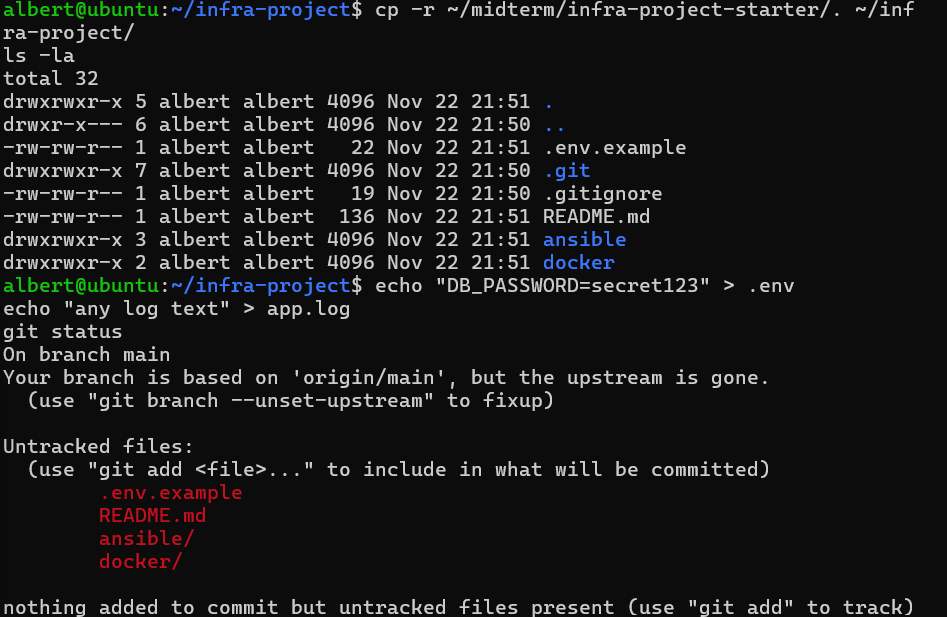 albert@ubuntu:~/infra-project$ cp -r ~/midterm/infra-project-starter/. ~/inf
ra-project/
ls -la
total 32
drwxrwxr-x 5 albert albert 4096 Nov 22 21:51 .
drwxr-x--- 6 albert albert 4096 Nov 22 21:50 ..
-rw-rw-r-- 1 albert albert   22 Nov 22 21:51 .env.example
drwxrwxr-x 7 albert albert 4096 Nov 22 21:50 .git
-rw-rw-r-- 1 albert albert   19 Nov 22 21:50 .gitignore
-rw-rw-r-- 1 albert albert  136 Nov 22 21:51 README.md
drwxrwxr-x 3 albert albert 4096 Nov 22 21:51 ansible
drwxrwxr-x 2 albert albert 4096 Nov 22 21:51 docker
albert@ubuntu:~/infra-project$ echo "DB_PASSWORD=secret123" > .env
echo "any log text" > app.log
git status
On branch main
Your branch is based on 'origin/main', but the upstream is gone.
  (use "git branch --unset-upstream" to fixup)

Untracked files:
  (use "git add <file>..." to include in what will be committed)
        .env.example
        README.md
        ansible/
        docker/

nothing added to commit but untracked files present (use "git add" to track)